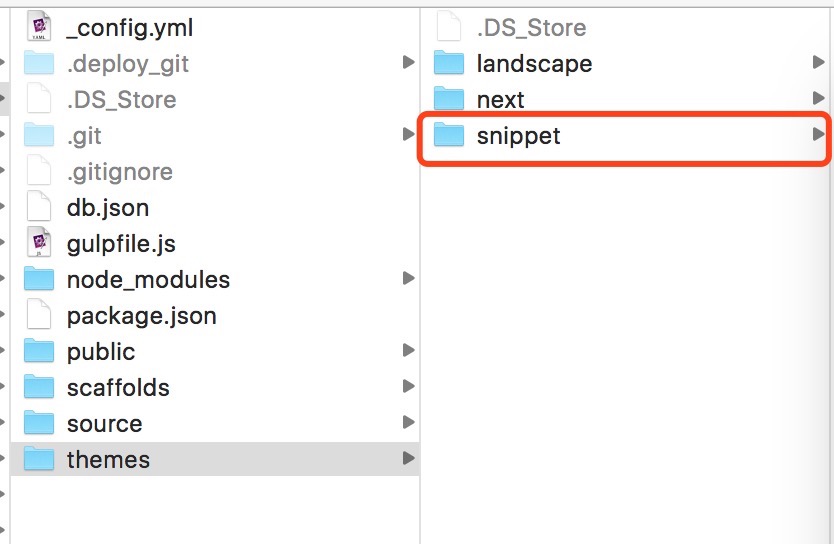 _config.yml
.deploy_git
.DS_Store
.git
.gitignore
db.json
gulpfile.js
node_modules
package.json
public
scaffolds
source
themes
.DS_Store
landscape
next
snippet